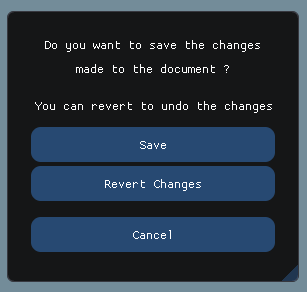 Do you want to save the changes
made to the document ?
You can revert to undo the changes
Save
Revert Changes
Cancel